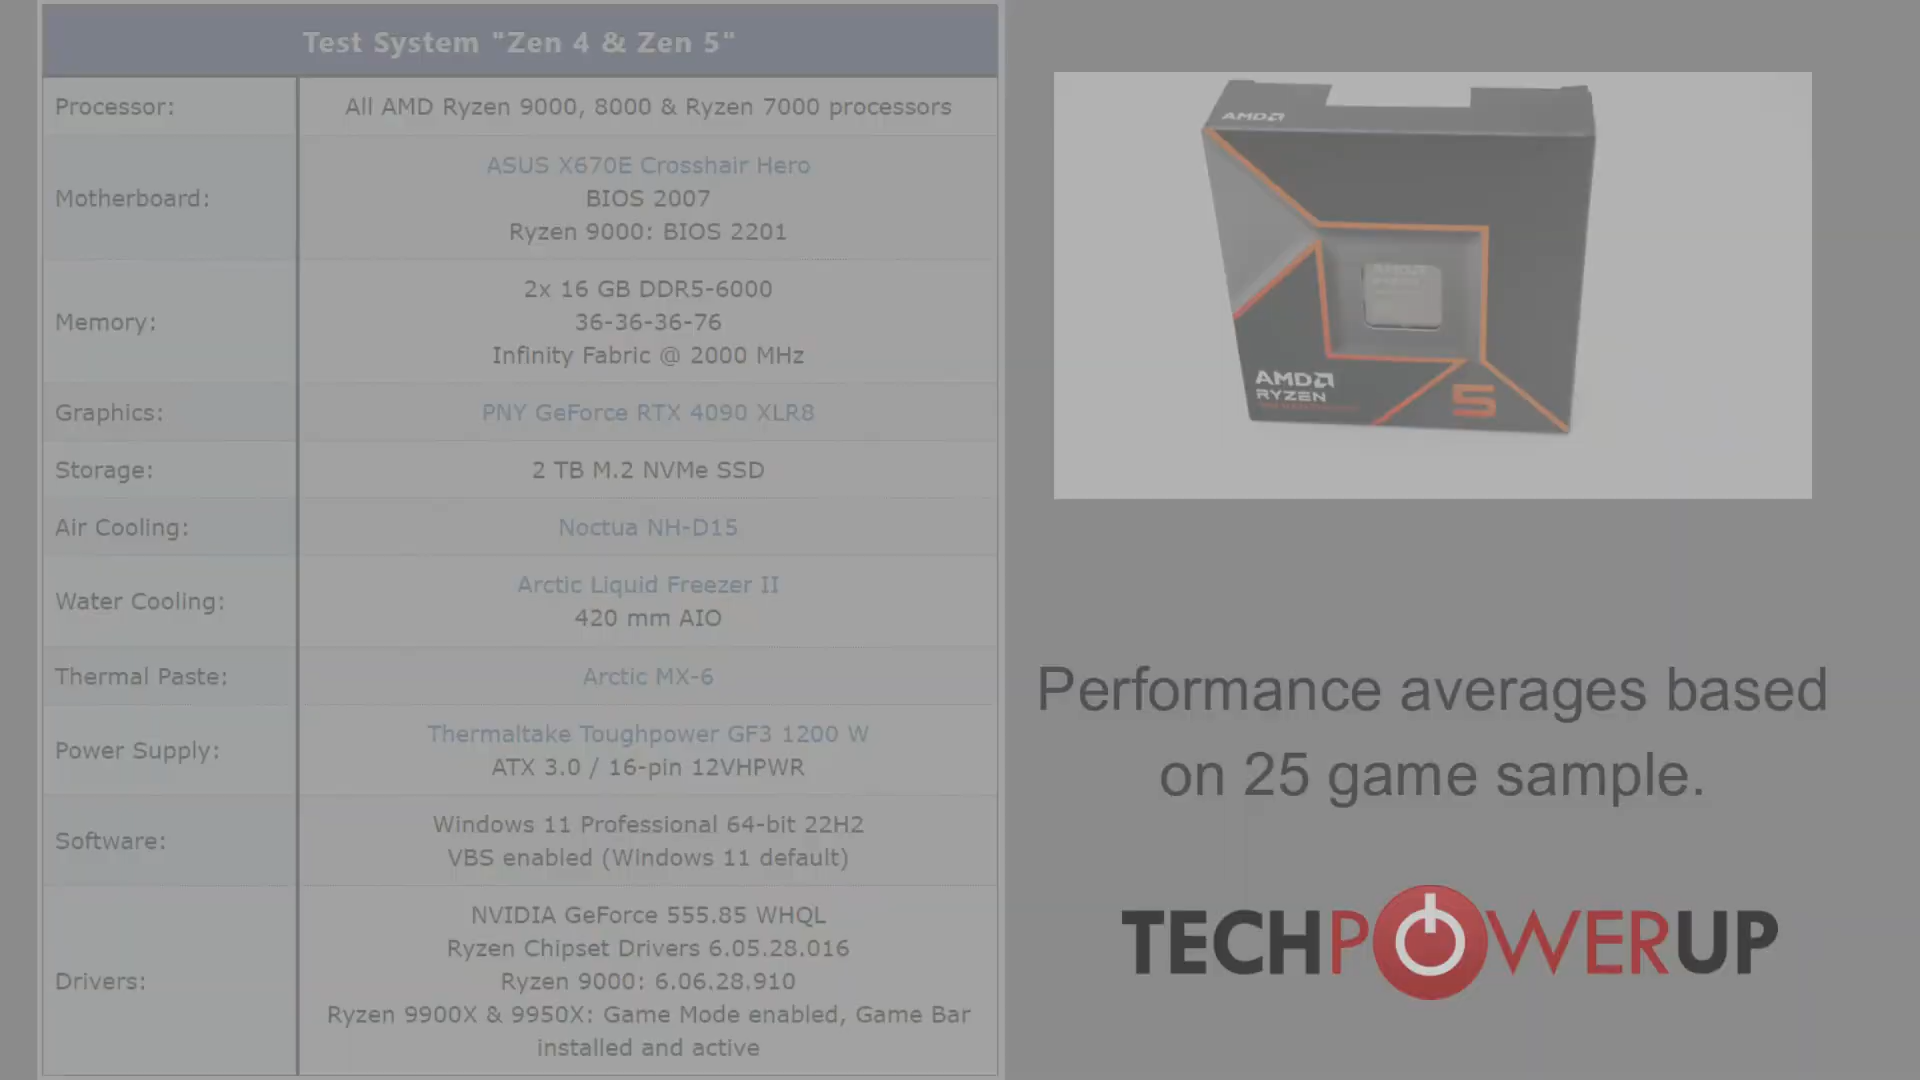 Test System "Zen 4 & Zen 5"
Processor:
All AMD Ryzen 9000, 8000 & Ryzen 7000 processors
Motherboard:
ASUS X670E Crosshair Hero
BIOS 2007
Ryzen 9000: BIOS 2201
Memory:
2x 16 GB DDR5-6000
36-36-36-76
Infinity Fabric @ 2000 MHz
Graphics:
PNY GeForce RTX 4090 XLR8
Storage:
2 TB M.2 NVMe SSD
Air Cooling:
Noctua NH-D15
Water Cooling:
Arctic Liquid Freezer II
420 mm AIO
Thermal Paste:
Arctic MX-6
Power Supply:
Thermaltake Toughpower GF3 1200 W
ATX 3.0 / 16-pin 12VHPWR
Software:
Windows 11 Professional 64-bit 22H2
VBS enabled (Windows 11 default)
Drivers:
NVIDIA GeForce 555.85 WHQL
Ryzen Chipset Drivers 6.05.28.016
Ryzen 9000: 6.06.28.910
Ryzen 9900X & 9950X: Game Mode enabled, Game Bar
installed and active
AMD
AMD
RYZEN
5
Performance averages based
on 25 game sample.
TECHPOWERUP